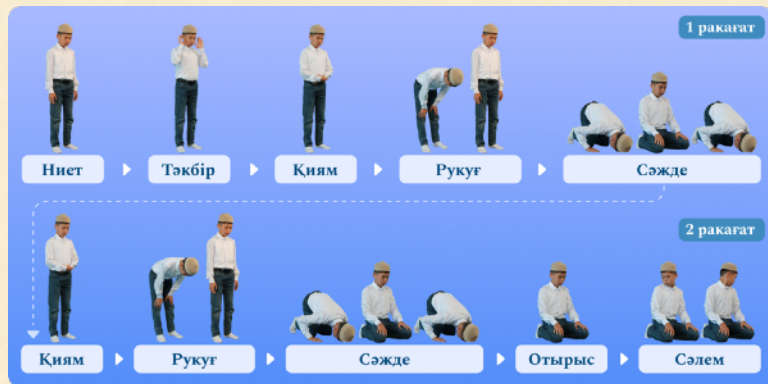 1 ракағат
Ниет
Тәкбір
Қиям
Рукуғ
Сәжде
2 ракағат
Қиям
Рукуғ
Сәжде
Отырыс
Сәлем